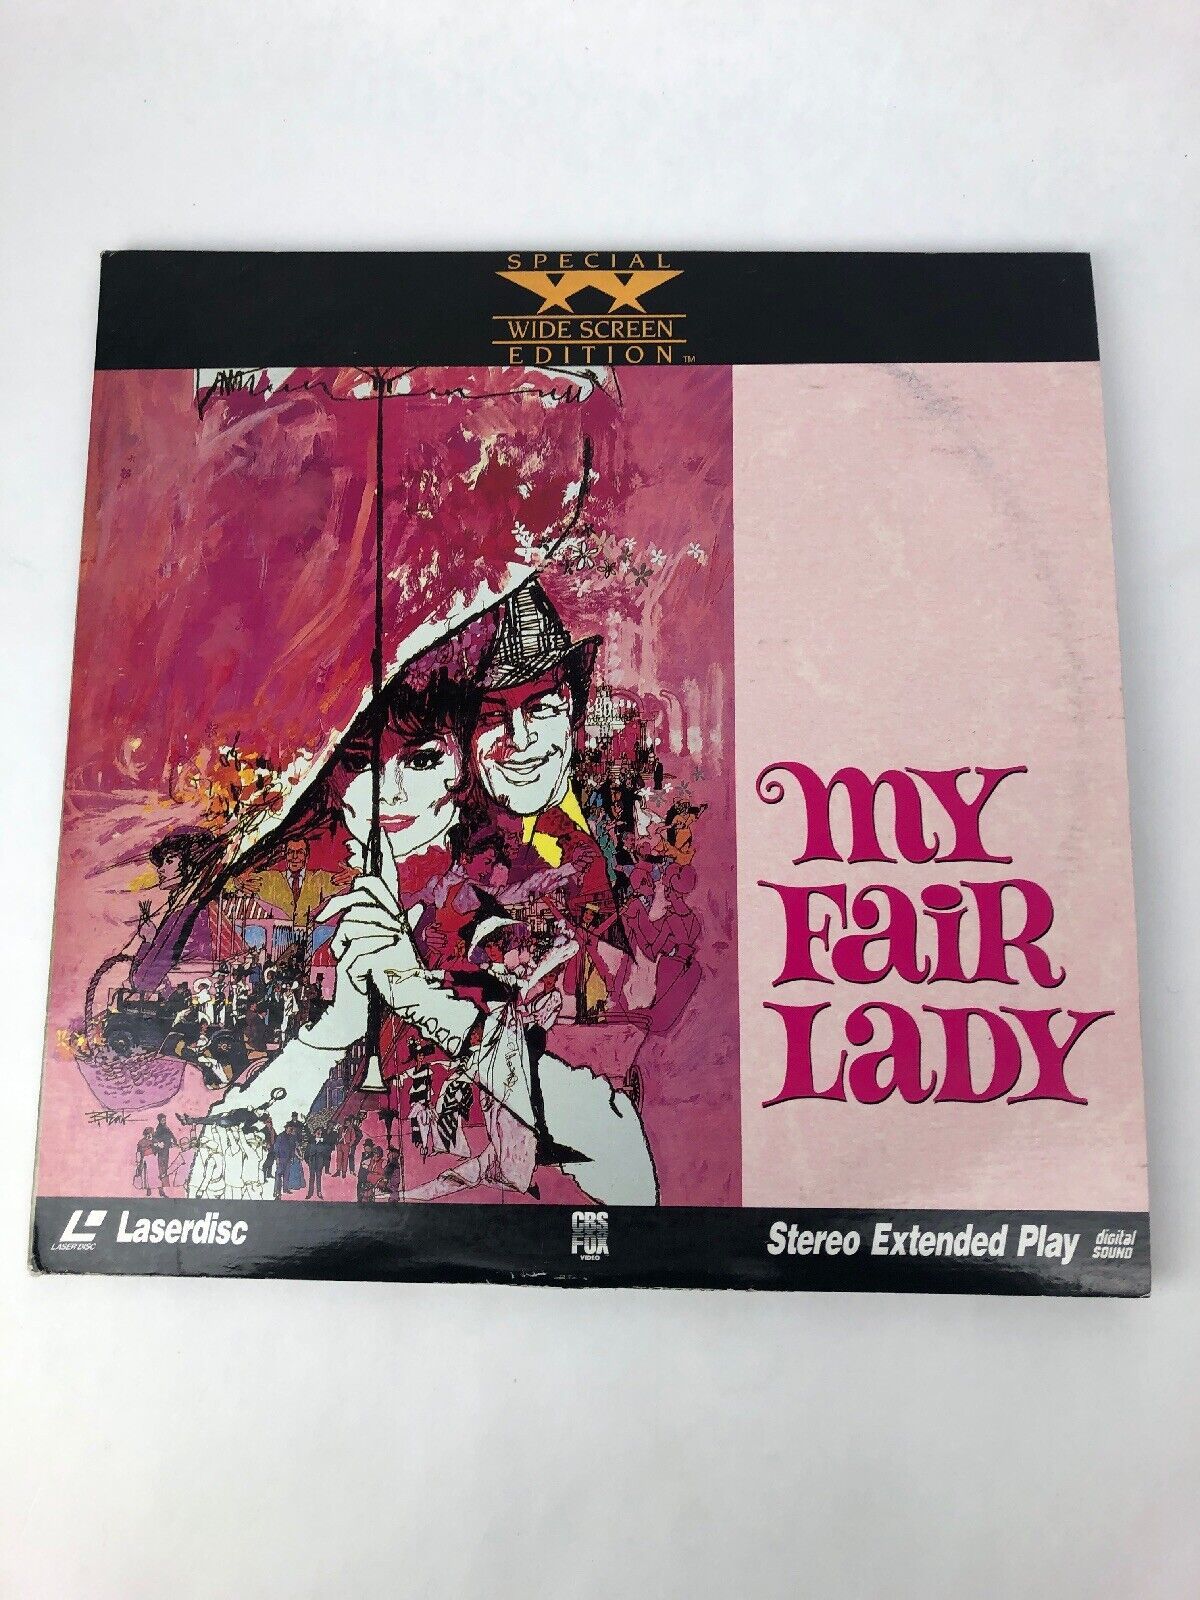 SPECIAL
WIDE SCREEN
EDITION TM
MY
FAIR
LADY
B Peak
LASER DISC
Laserdisc
CBS
FOX
VIDEO
Stereo Extended Play
digital
SOUND